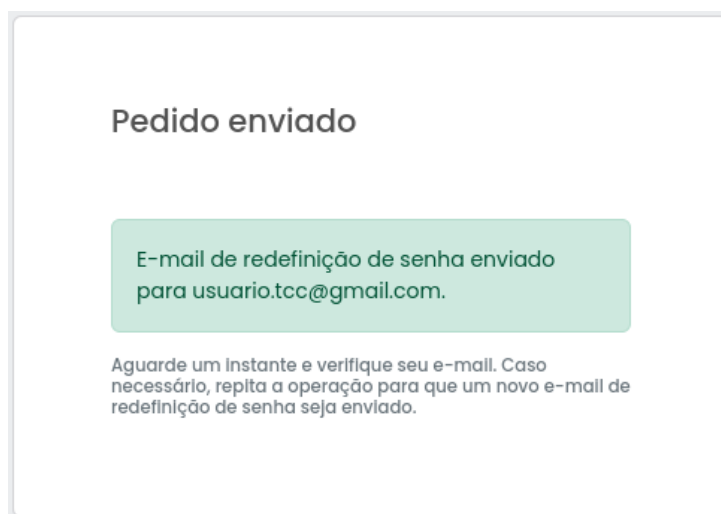 Pedido enviado
E-mail de redefinição de senha enviado
para usuario.tcc@gmail.com.
Aguarde um instante e verifique seu e-mail. Caso
necessário, repita a operação para que um novo e-mail de
redefinição de senha seja enviado.